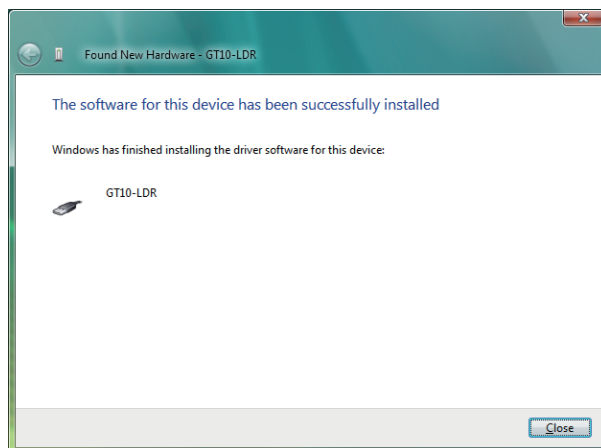 Found New Hardware - GT10-LDR
The software for this device has been successfully installed
Windows has finished installing the driver software for this device:
GT10-LDR
Close